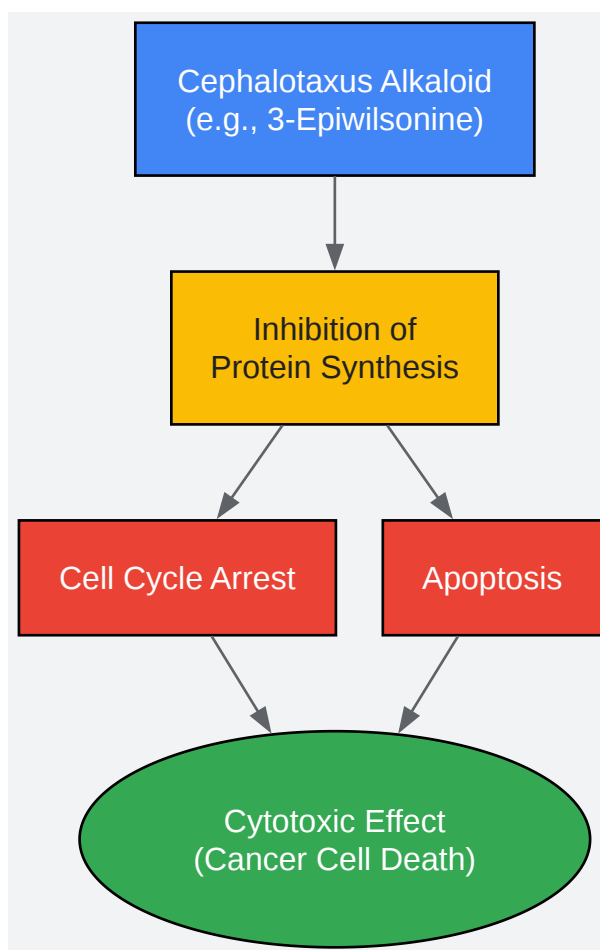 Cephalotaxus Alkaloid
(e.g., 3-Epiwilsonine)
Inhibition of
Protein Synthesis
Cell Cycle Arrest
Apoptosis
Cytotoxic Effect
(Cancer Cell Death)